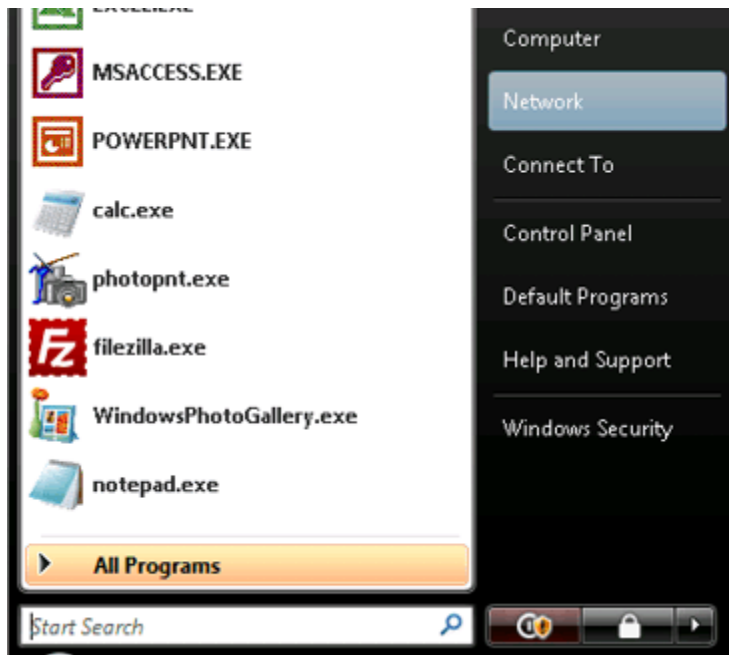 MSACCESS.EXE
POWERPNT.EXE
calc.exe
photopnt.exe
filezilla.exe
WindowsPhotoGallery.exe
notepad.exe
All Programs
Start Search
Computer
Network
Connect To
Control Panel
Default Programs
Help and Support
Windows Security